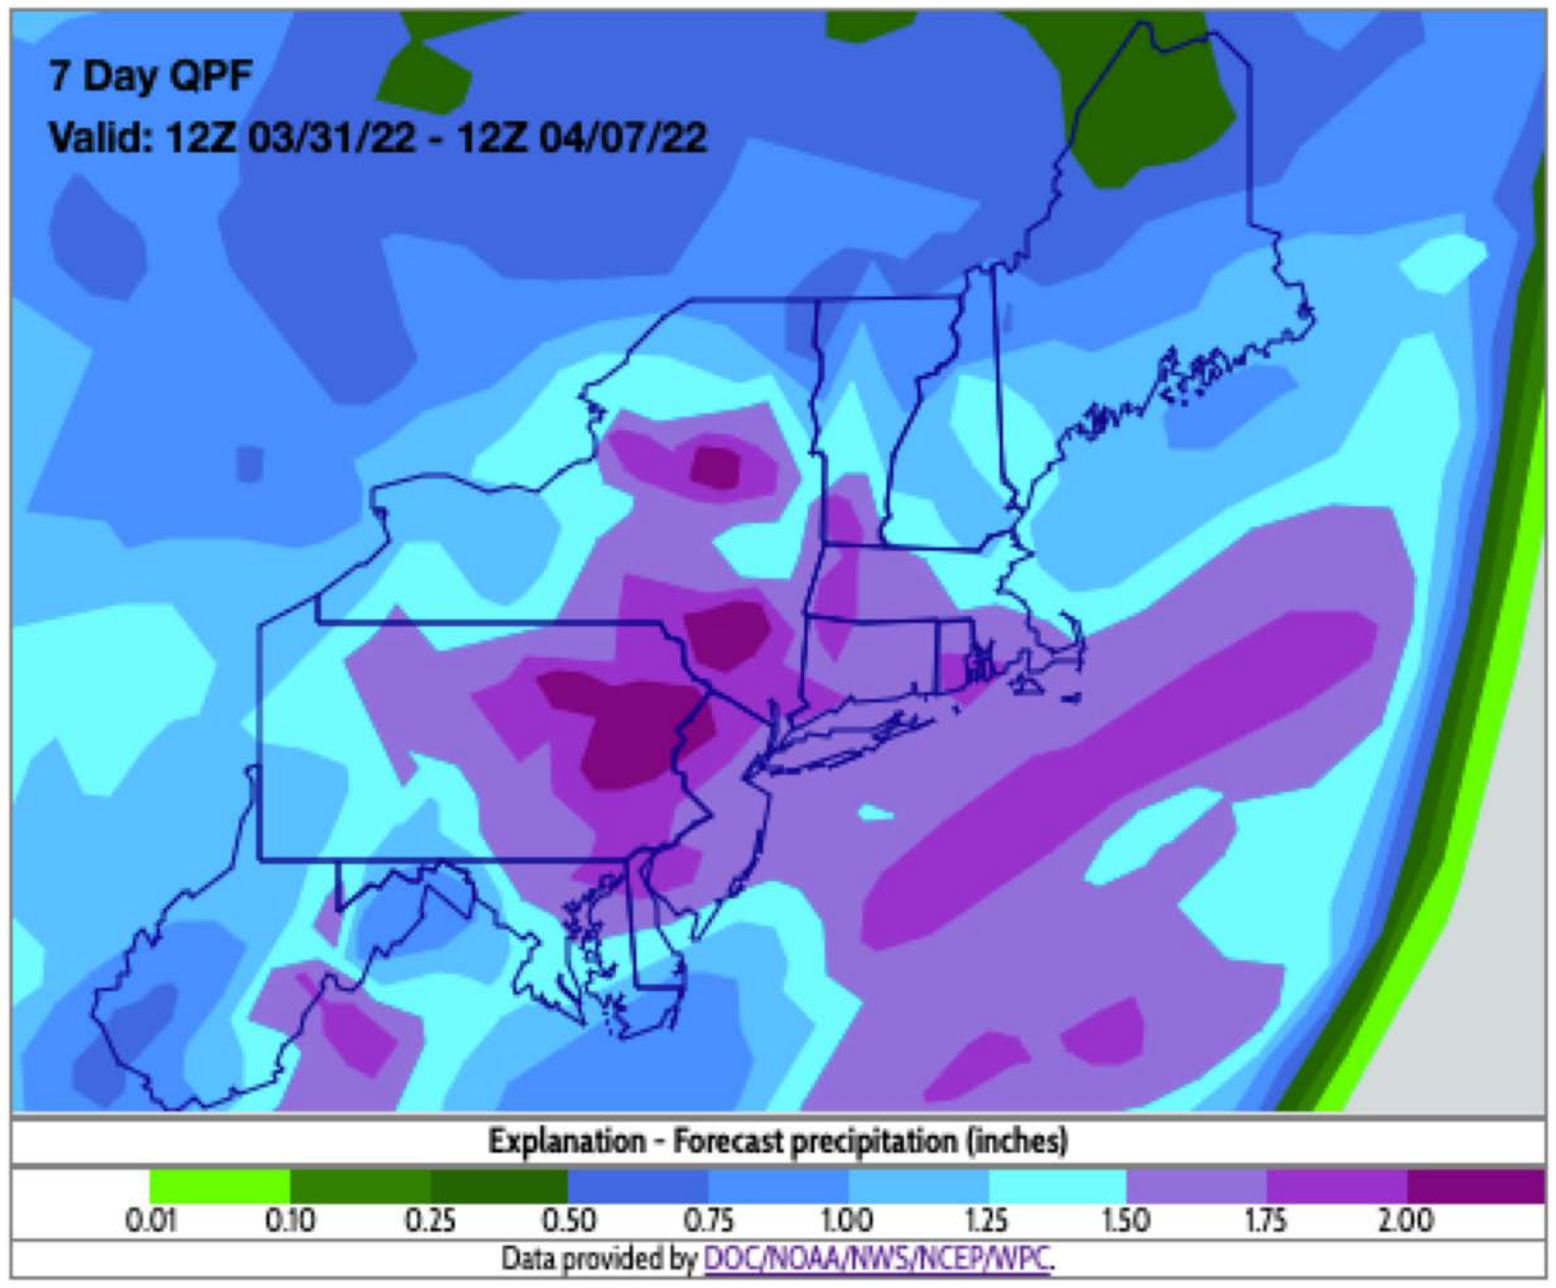 7 Day QPF
Valid: 12Z 03/31/22 - 12Z 04/07/22
Explanation - Forecast precipitation (inches)
0.01 0.10 0.25 0.50 0.75 1.00 1.25 1.50 1.75 2.00
Data provided by DOC/NOAA/NWS/NCEP/WPC.